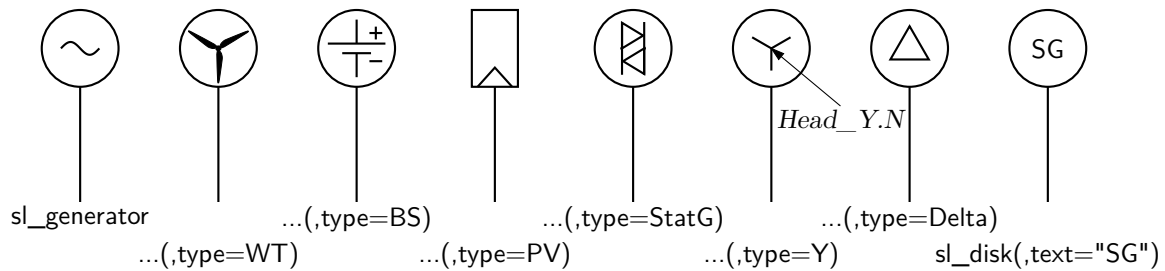 SG
Head_Y.N
sl_generator
...(,type=BS)
...(,type=StatG)
...(,type=Delta)
...(,type=WT)
...(,type=PV)
...(,type=Y)
sl_disk(,text="SG")